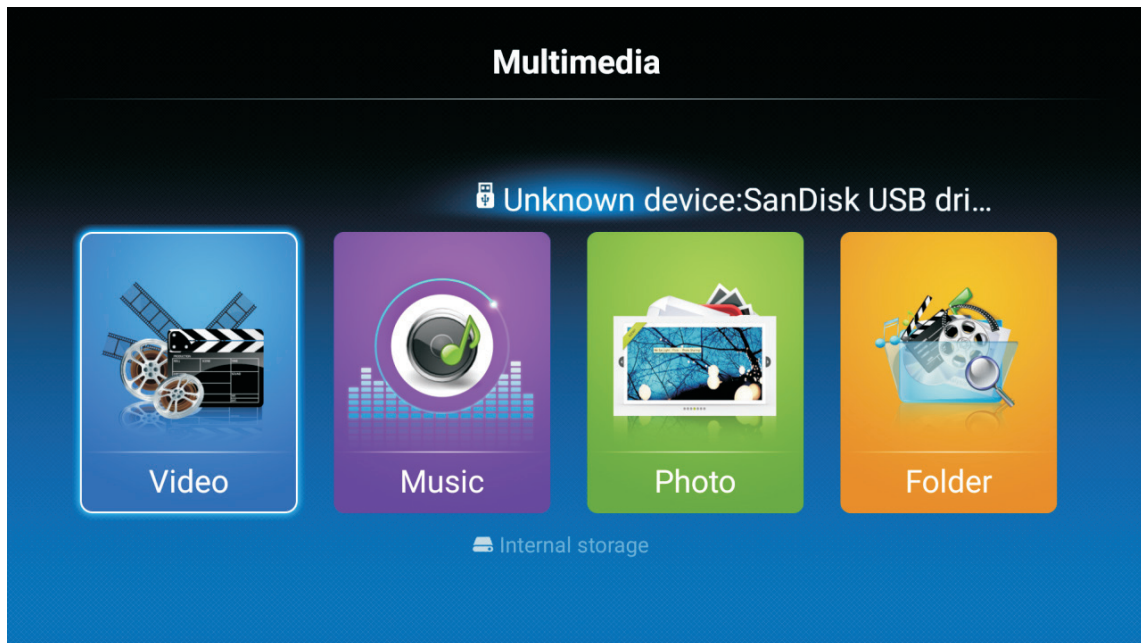 Multimedia
Unknown device:SanDisk USB dri...
Video
Music
Photo
Folder
Internal storage